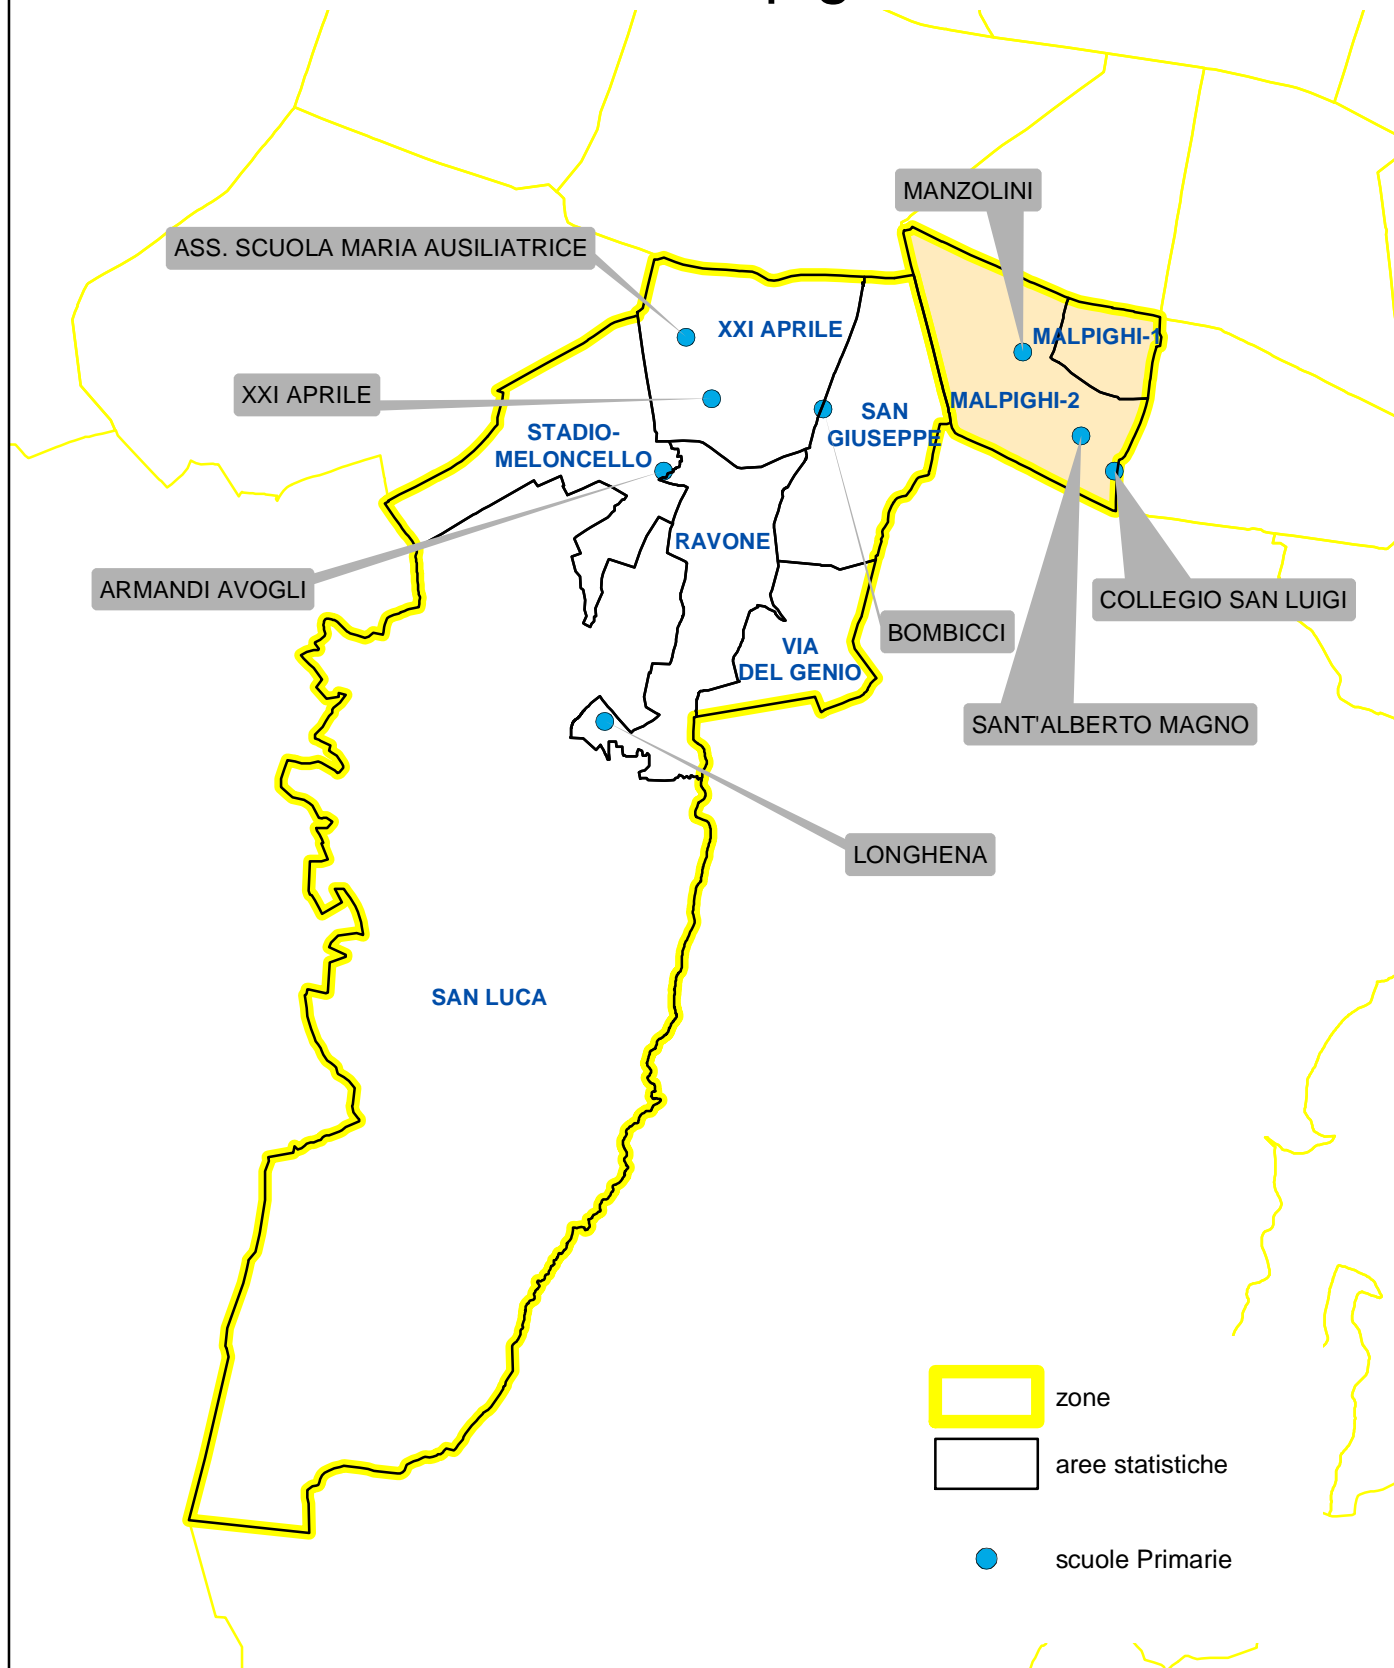 MANZOLINI
ASS. SCUOLA MARIA AUSILIATRICE
XXI APRILE
MALPIGHI-1
XXI APRILE
MALPIGHI-2
SAN
GIUSEPPE
STADIO-
MELONCELLO
RAVONE
ARMANDI AVOGLI
COLLEGIO SAN LUIGI
BOMBICCI
VIA
DEL GENIO
SANT'ALBERTO MAGNO
LONGHENA
SAN LUCA
zone
aree statistiche
scuole Primarie